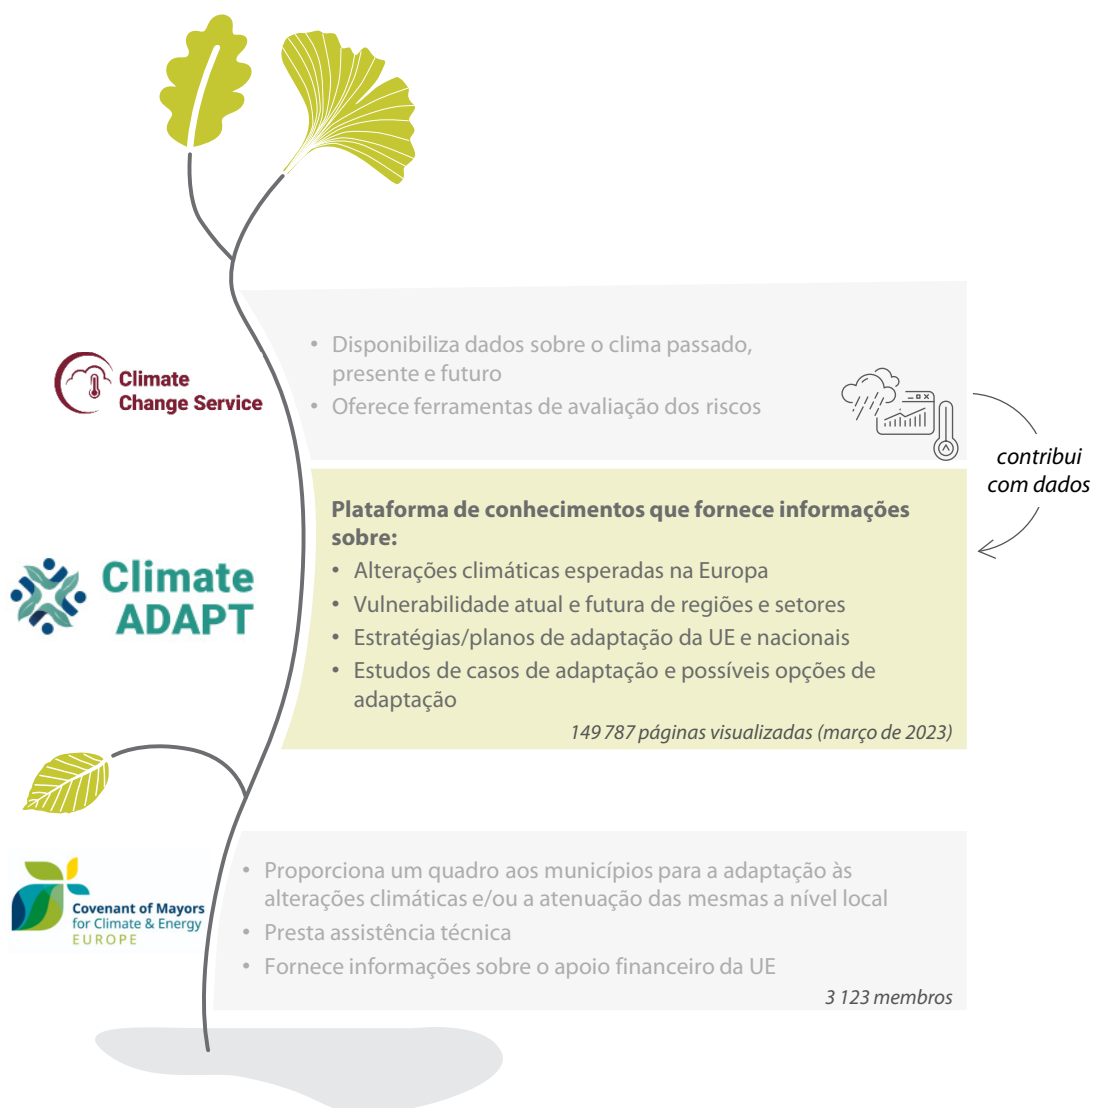 • Disponibiliza dados sobre o clima passado,
presente e futuro
• Oferece ferramentas de avaliação dos riscos
Climate
Change Service
contribui
com dados
Plataforma de conhecimentos que fornece informações
sobre:
• Alterações climáticas esperadas na Europa
• Vulnerabilidade atual e futura de regiões e setores
• Estratégias/planos de adaptação da UE e nacionais
• Estudos de casos de adaptação e possíveis opções de
adaptação
149 787 páginas visualizadas (março de 2023)
Climate
ADAPT
• Proporciona um quadro aos municípios para a adaptação às
alterações climáticas e/ou a atenuação das mesmas a nível local
• Presta assistência técnica
• Fornece informações sobre o apoio financeiro da UE
3 123 membros
Covenant of Mayors
for Climate & Energy
EUROPE